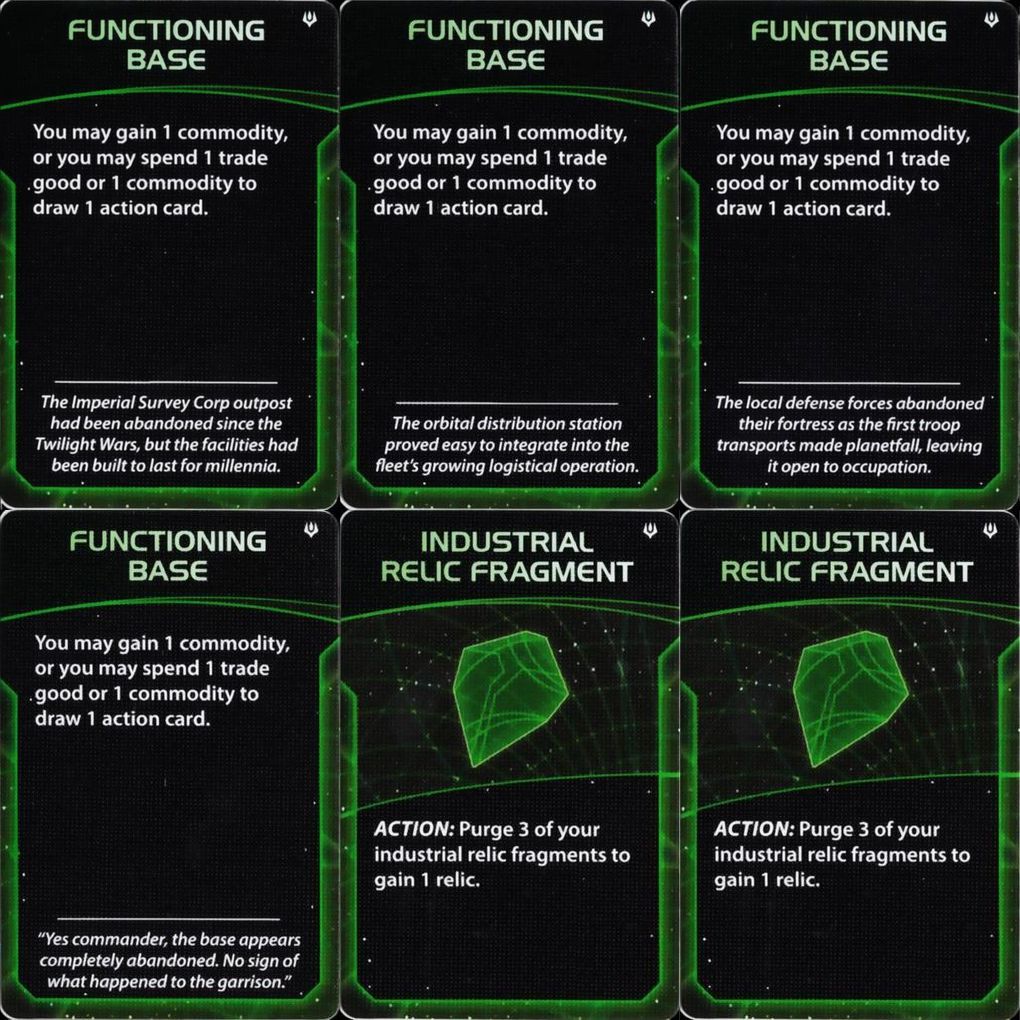 FUNCTIONING
BASE
You may gain 1 commodity,
or you may spend 1 trade
good or 1 commodity to
draw 1 action card.
The Imperial Survey Corp outpost
had been abandoned since the
Twilight Wars, but the facilities had
been built to last for millennia.
FUNCTIONING
BASE
You may gain 1 commodity,
or you may spend 1 trade
good or 1 commodity to
draw 1 action card.
The orbital distribution station
proved easy to integrate into the
fleet's growing logistical operation.
FUNCTIONING
BASE
You may gain 1 commodity,
or you may spend 1 trade
good or 1 commodity to
draw 1 action card.
The local defense forces abandoned
their fortress as the first troop
transports made planetfall, leaving
it open to occupation.
FUNCTIONING
BASE
You may gain 1 commodity,
or you may spend 1 trade
good or 1 commodity to
draw 1 action card.
“Yes commander, the base appears
completely abandoned. No sign of
what happened to the garrison.”
INDUSTRIAL
RELIC FRAGMENT
ACTION: Purge 3 of your
industrial relic fragments to
gain 1 relic.
INDUSTRIAL
RELIC FRAGMENT
ACTION: Purge 3 of your
industrial relic fragments to
gain 1 relic.